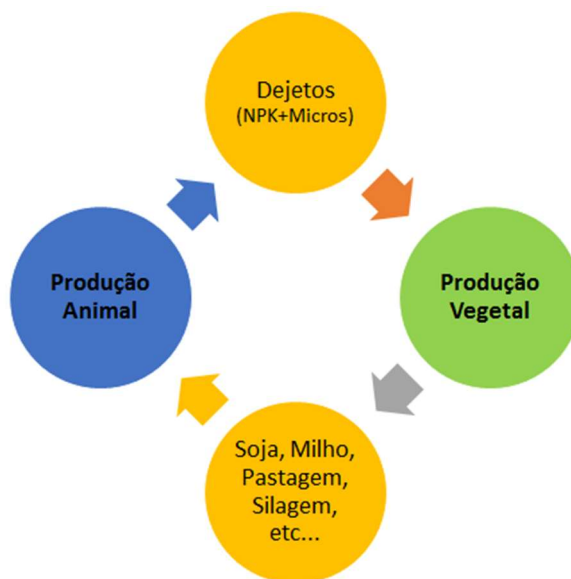 Dejetos
(NPK+Micros)
Produção
Animal
Produção
Vegetal
Soja, Milho,
Pastagem,
Silagem,
etc...